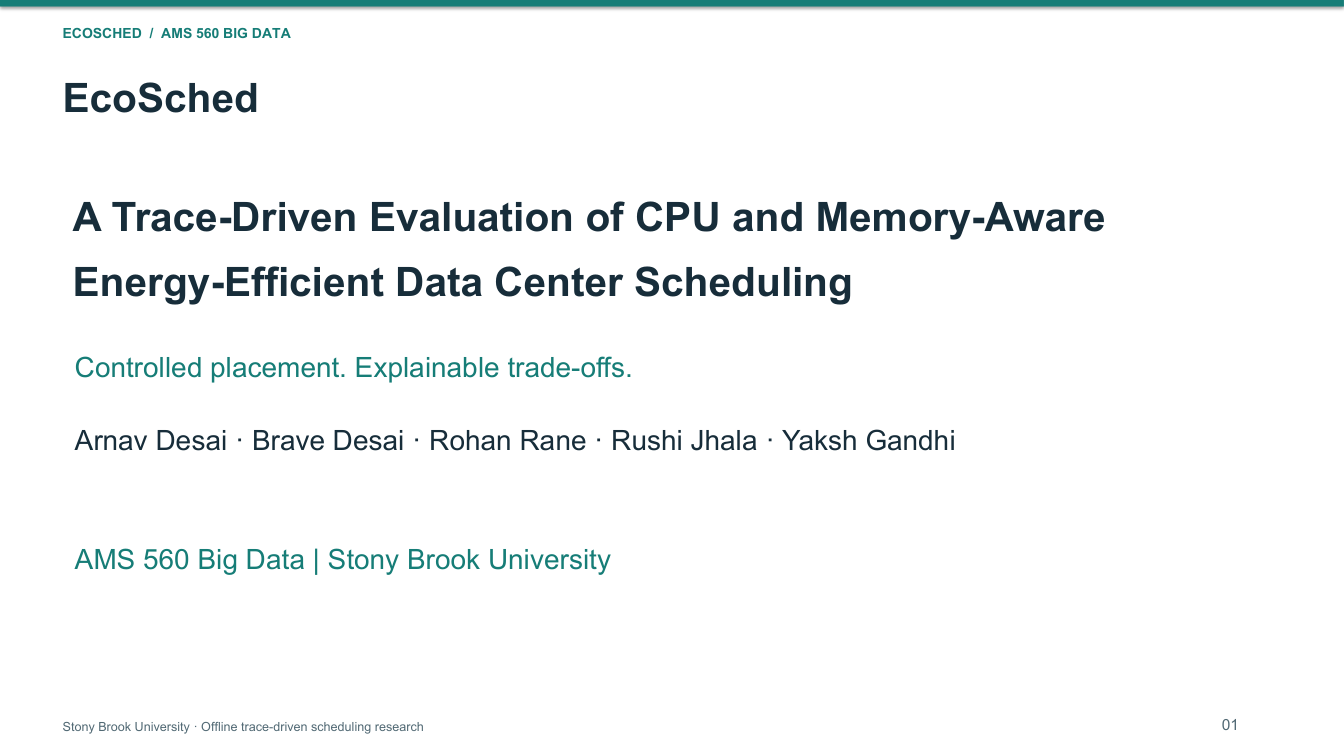 ECOSCHED / AMS 560 BIG DATA
EcoSched
A Trace-Driven Evaluation of CPU and Memory-Aware
Energy-Efficient Data Center Scheduling
Controlled placement. Explainable trade-offs.
Arnav Desai · Brave Desai · Rohan Rane · Rushi Jhala · Yaksh Gandhi
AMS 560 Big Data | Stony Brook University
Stony Brook University · Offline trace-driven scheduling research
01